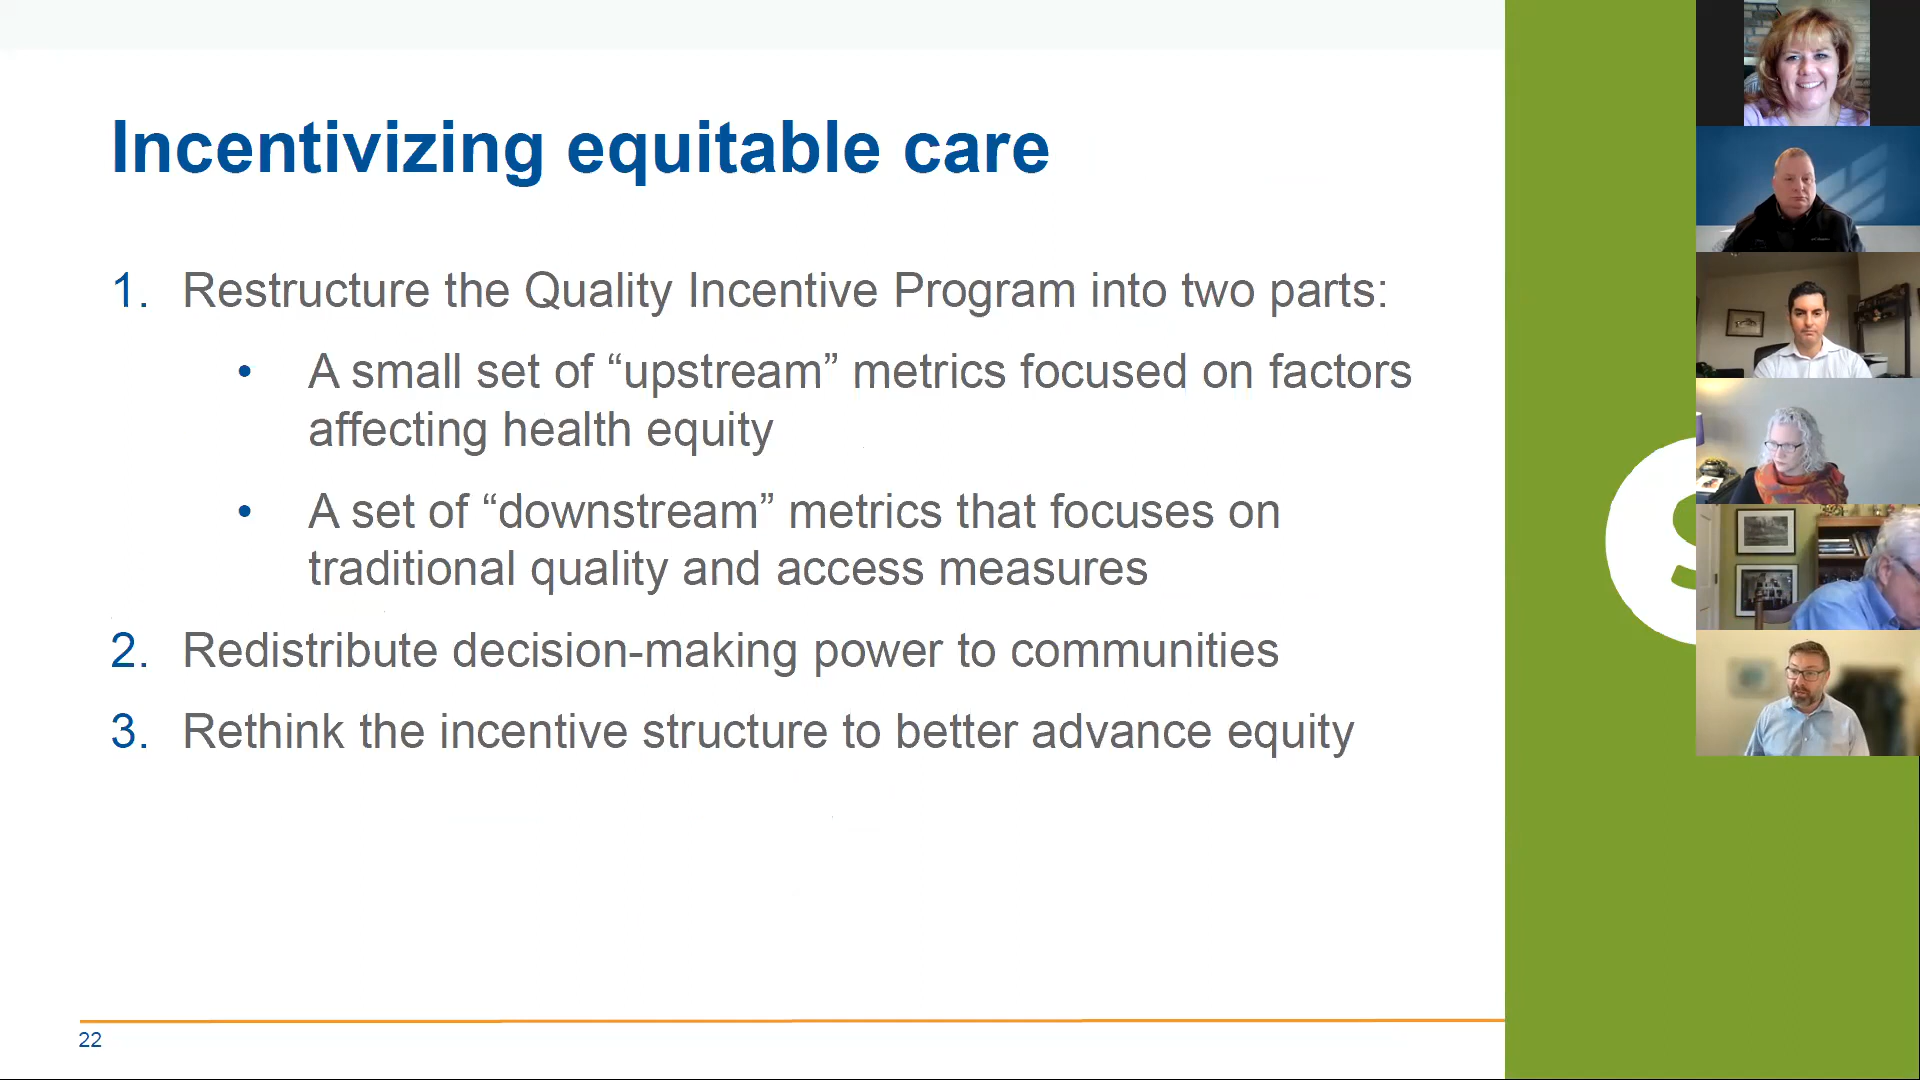 Incentivizing equitable care
1. Restructure the Quality Incentive Program into two parts:
• A small set of “upstream” metrics focused on factors
affecting health equity
• A set of “downstream” metrics that focuses on
traditional quality and access measures
2. Redistribute decision-making power to communities
3. Rethink the incentive structure to better advance equity
22